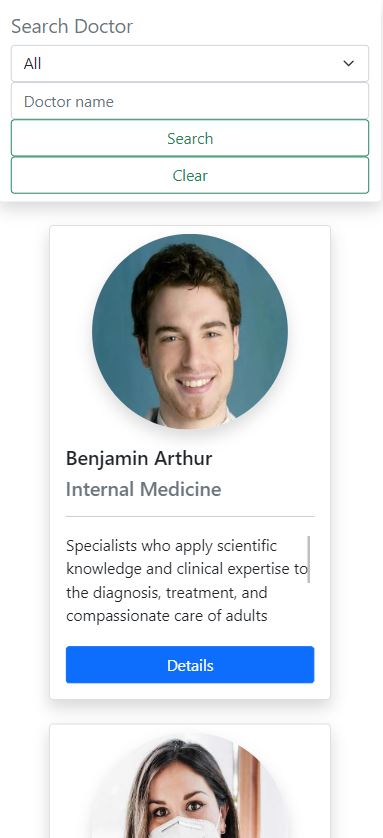 Search Doctor
All
Doctor name
Search
Clear
Benjamin Arthur
Internal Medicine
Specialists who apply scientific
knowledge and clinical expertise to
the diagnosis, treatment, and
compassionate care of adults
Details